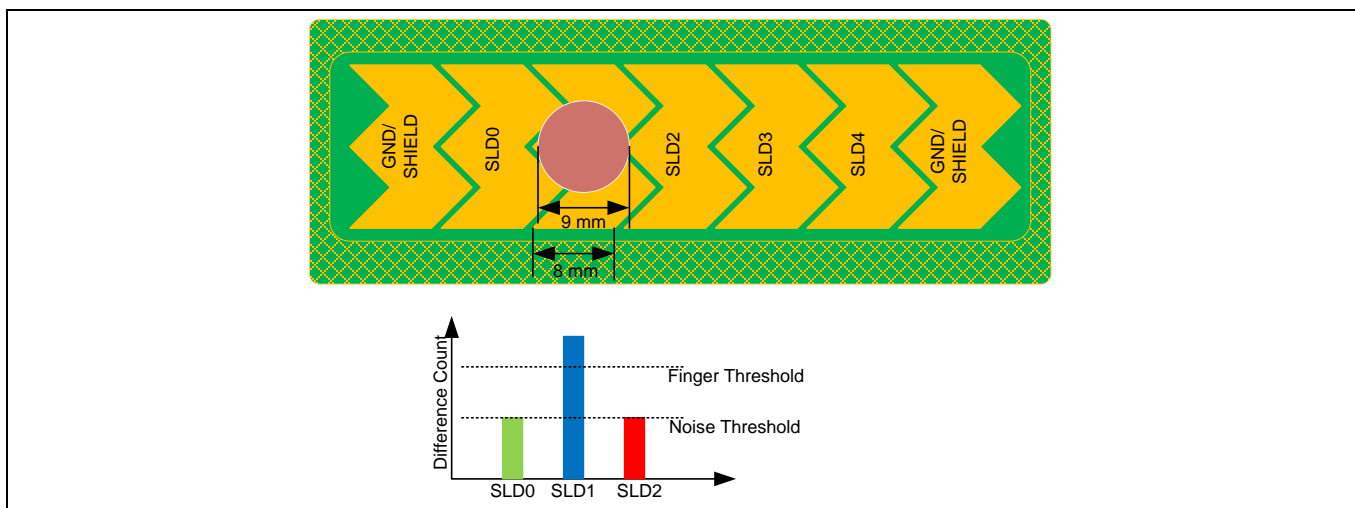 GND/
SHIELD
SLD0
SLD2
SLD3
SLD4
GND/
SHIELD
9 mm
8 mm
Difference Count
Finger Threshold
Noise Threshold
SLD0
SLD1
SLD2